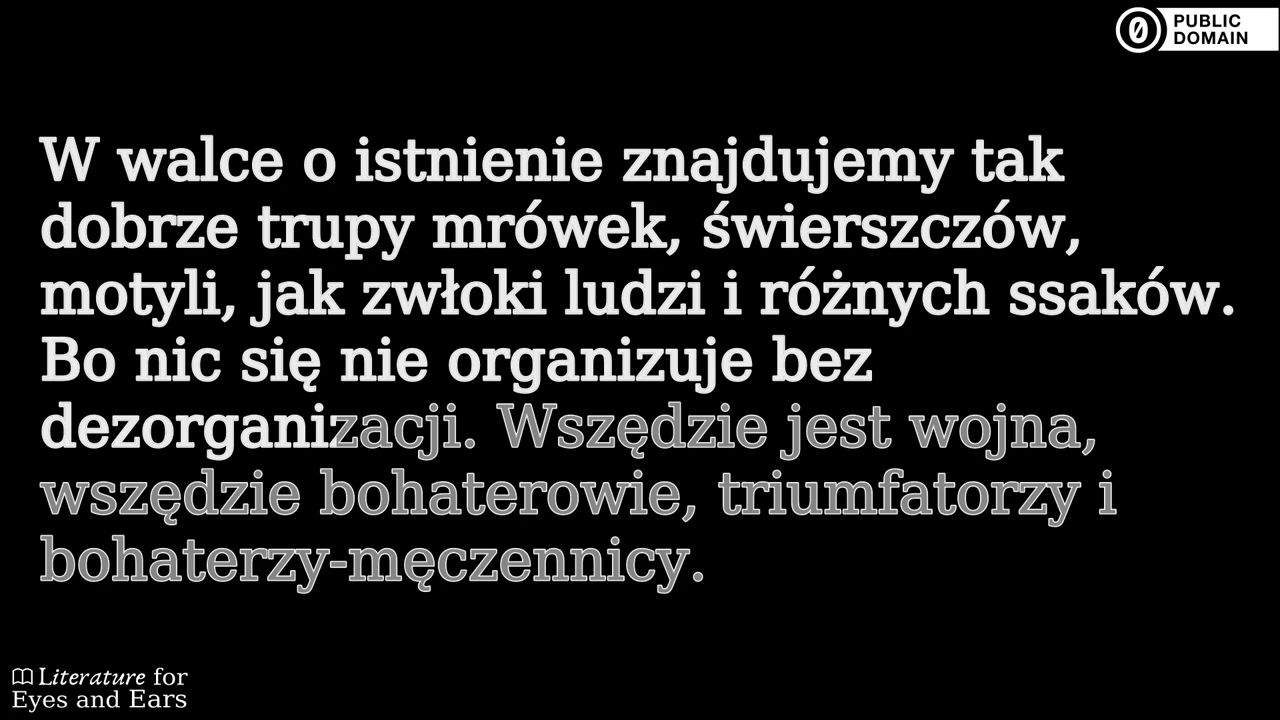 PUBLIC
DOMAIN
W walce o istnienie znajdujemy tak
dobrze trupy mrówek, świerszczów,
motyli, jak zwłoki ludzi i różnych ssaków.
Bo nic się nie organizuje bez
dezorganizacji. Wszędzie jest wojna,
wszędzie bohaterowie, triumfatorzy i
bohaterzy-męczennicy.
Literature for
Eyes and Ears